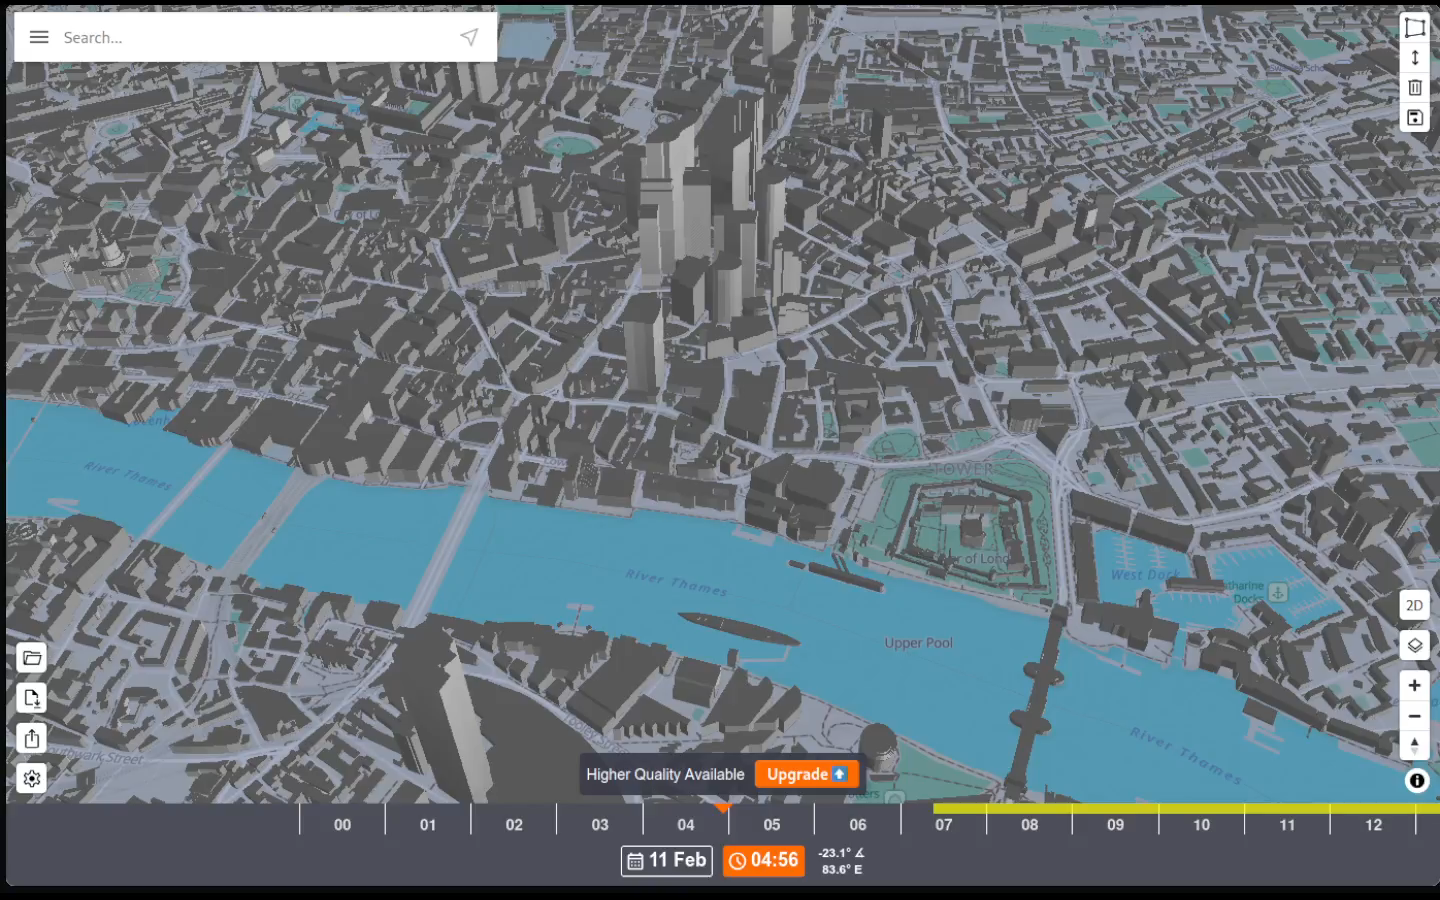 Search...
TOWER
River Thames
West Dock
River Thames
Upper Pool
River Thames
Higher Quality Available
Upgrade
2D
00 01 02 03 04 05 06 07 08 09 10 11 12
11 Feb
04:56
-23.1° ∡
83.6° E